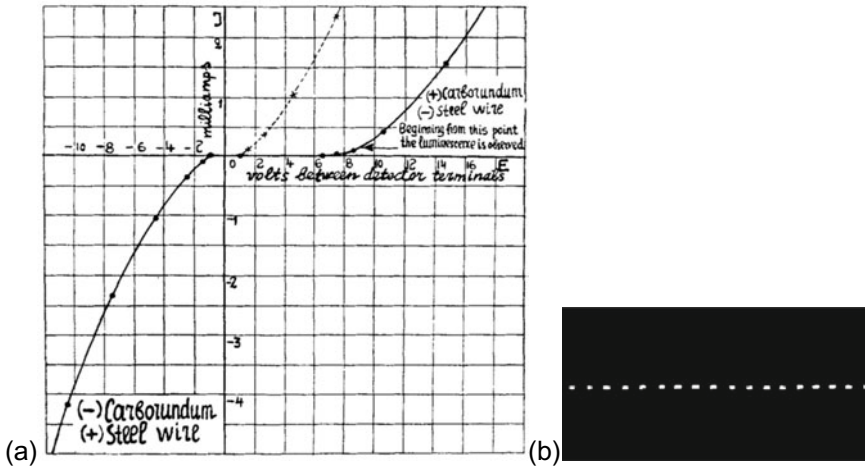 J
2
milliamps
1
(+) Carborundum
(−) Steel wire
Beginning from this point
the luminescence is observed
-10 -8 -6 -4 -2
0 2 4 6 8 10 12 14 16 E
volts between detector terminals
-1
-2
-3
-4
(−) Carborundum
(+) Steel wire
(a)
(b)